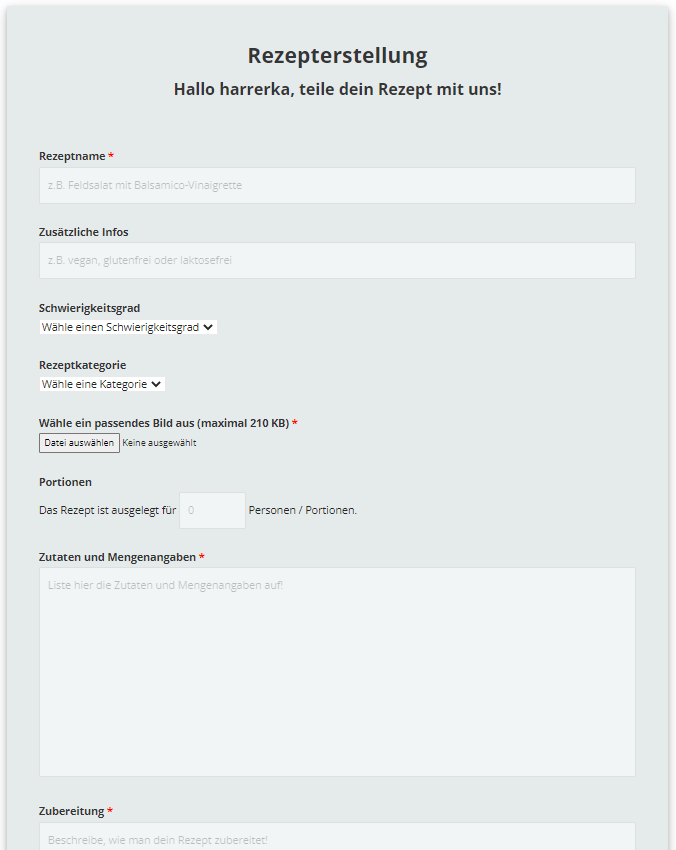 Rezepterstellung
Hallo harrerka, teile dein Rezept mit uns!
Rezeptname *
z.B. Feldsalat mit Balsamico-Vinaigrette
Zusätzliche Infos
z.B. vegan, glutenfrei oder laktosefrei
Schwierigkeitsgrad
Wähle einen Schwierigkeitsgrad
Rezeptkategorie
Wähle eine Kategorie
Wähle ein passendes Bild aus (maximal 210 KB) *
Datei auswählen Keine ausgewählt
Portionen
Das Rezept ist ausgelegt für 0 Personen / Portionen.
Zutaten und Mengenangaben *
Liste hier die Zutaten und Mengenangaben auf!
Zubereitung *
Beschreibe, wie man dein Rezept zubereitet!